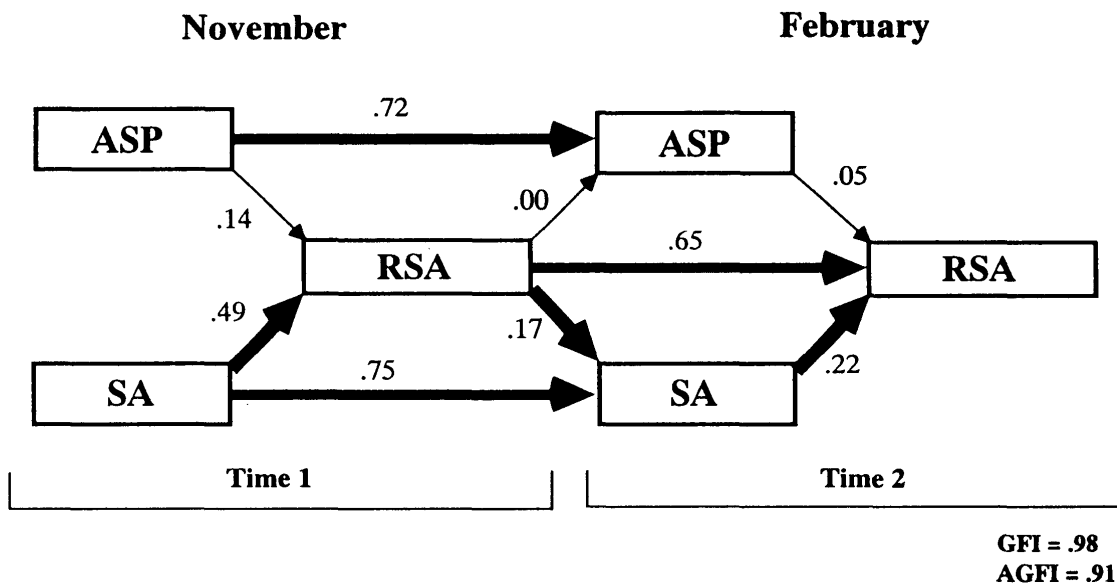 November
February
.72
ASP
ASP
.05
.14
.00
.65
RSA
RSA
.49
.17
.75
.22
SA
SA
Time 1
Time 2
GFI = .98
AGFI = .91